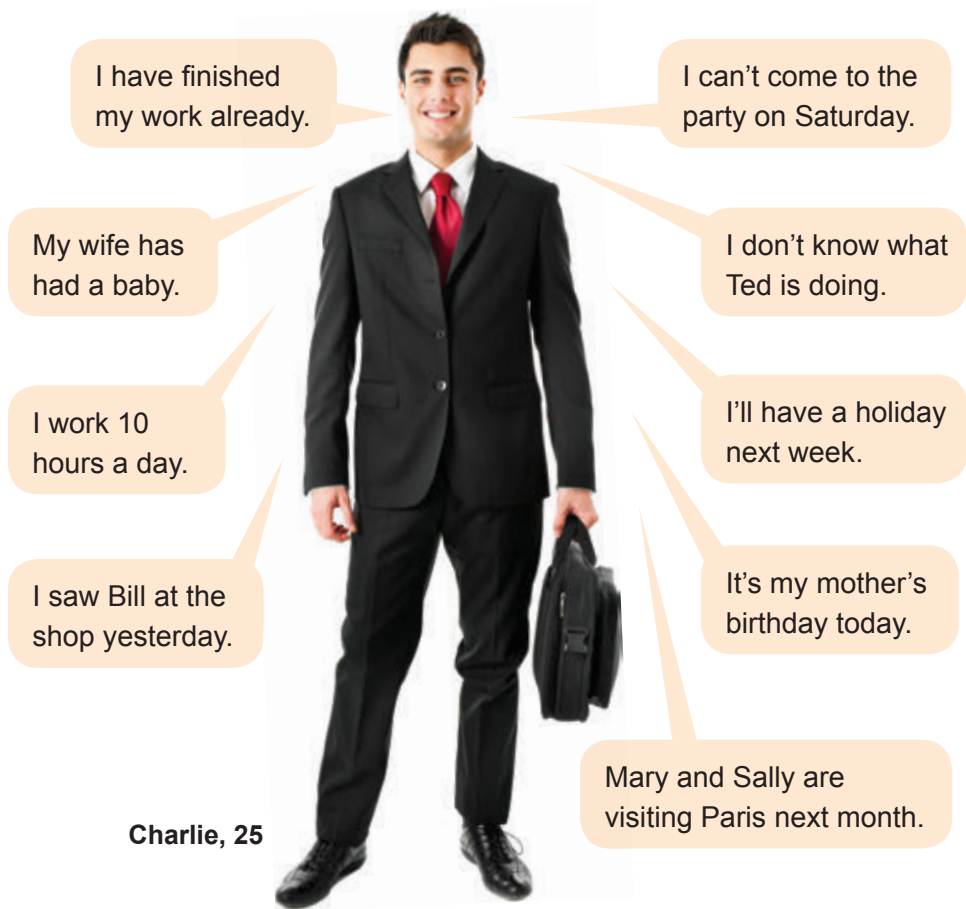 I have finished
my work already.
I can't come to the
party on Saturday.
My wife has
had a baby.
I don't know what
Ted is doing.
I work 10
hours a day.
I'll have a holiday
next week.
I saw Bill at the
shop yesterday.
It's my mother's
birthday today.
Mary and Sally are
visiting Paris next month.
Charlie, 25